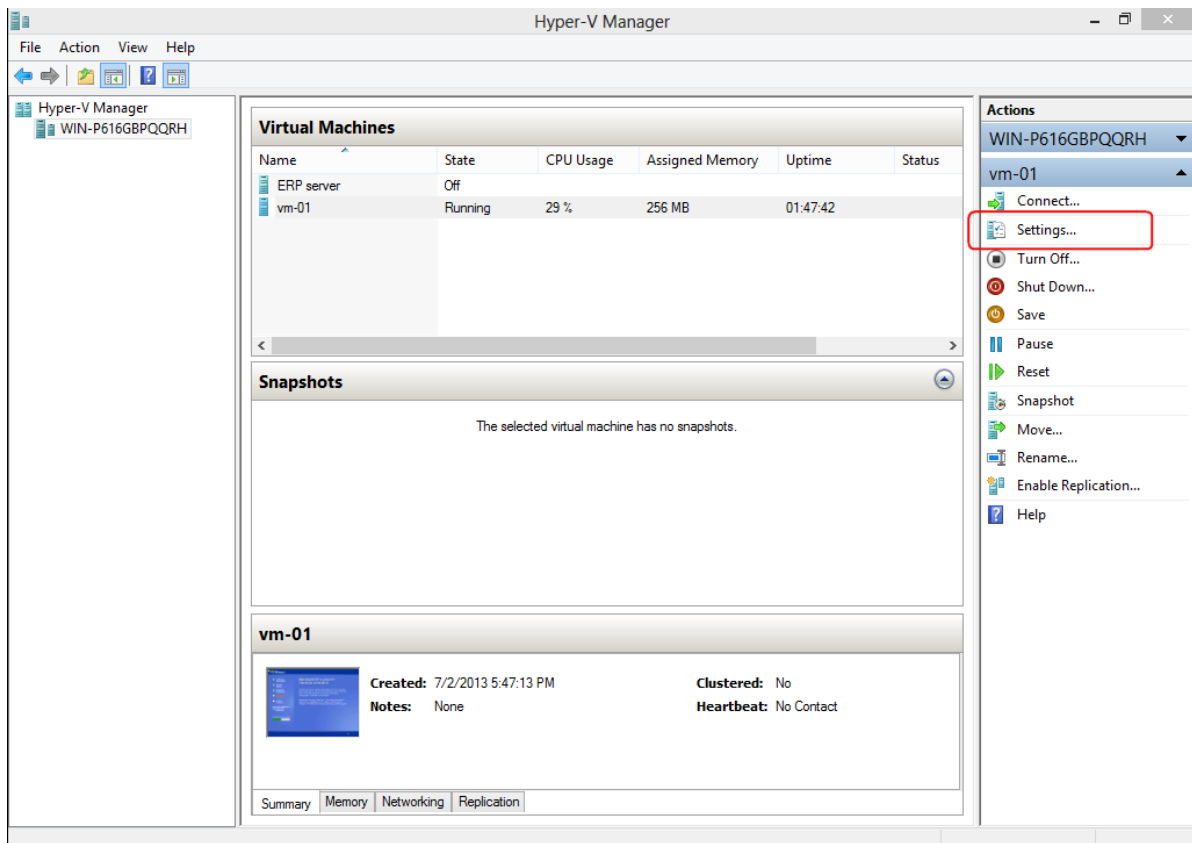 Hyper-V Manager
File Action View Help
Hyper-V Manager
WIN-P616GBPQQRH
Virtual Machines
Name State CPU Usage Assigned Memory Uptime Status
ERP server Off
vm-01 Running 29 % 256 MB 01:47:42
Snapshots
The selected virtual machine has no snapshots.
vm-01
Created: 7/2/2013 5:47:13 PM Clustered: No
Notes: None Heartbeat: No Contact
Summary Memory Networking Replication
Actions
WIN-P616GBPQQRH
vm-01
Connect...
Settings...
Turn Off...
Shut Down...
Save
Pause
Reset
Snapshot
Move...
Rename...
Enable Replication...
Help